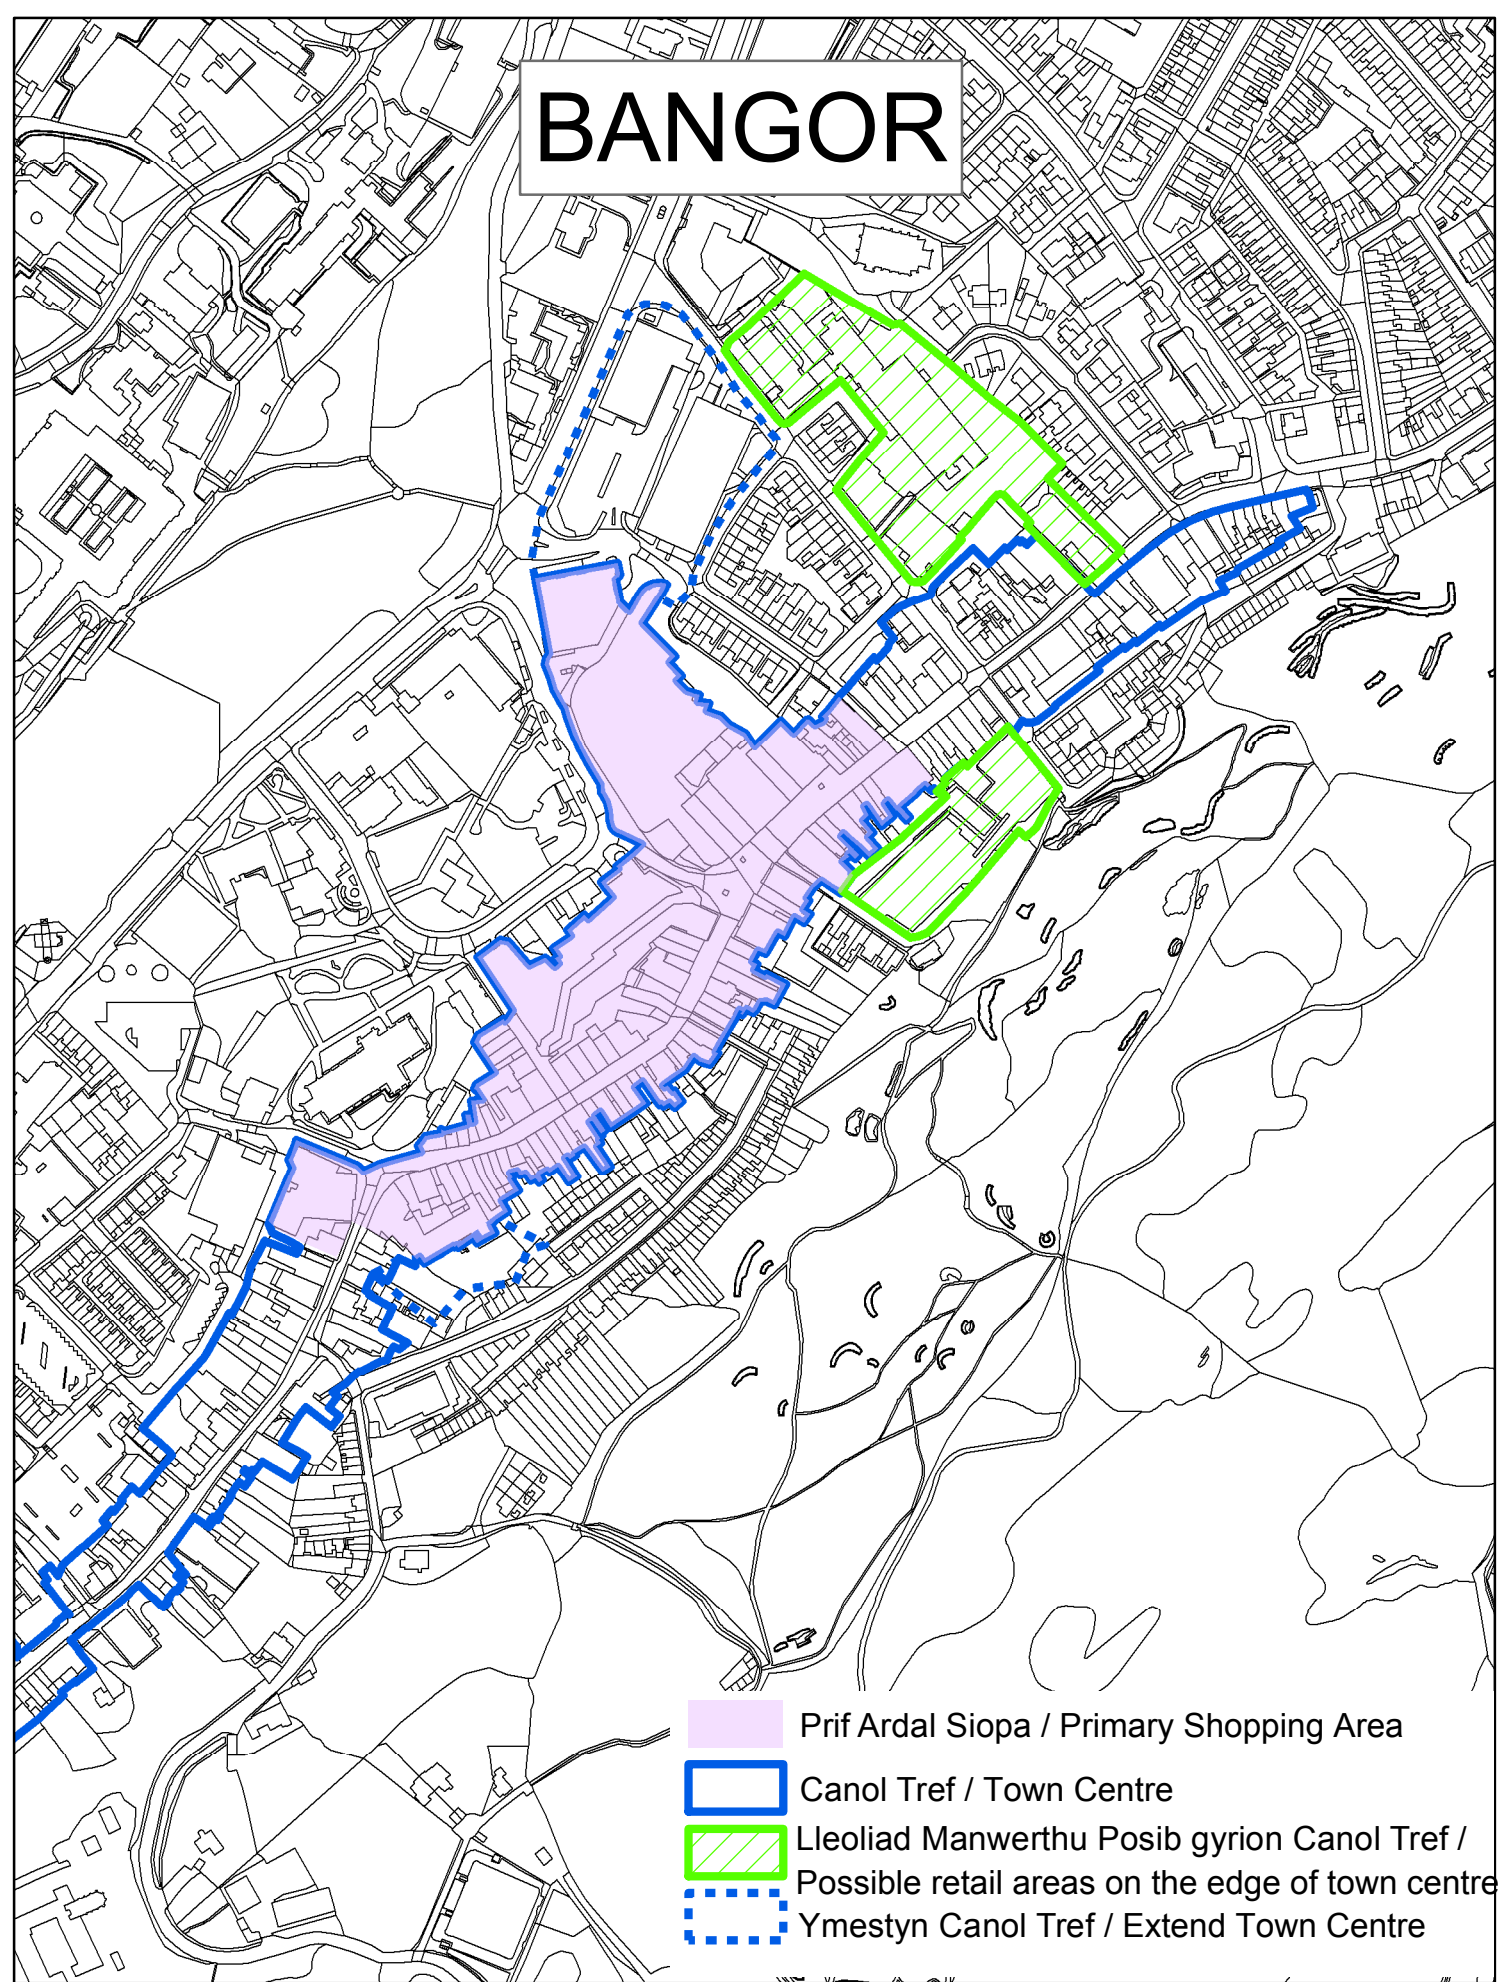 BANGOR
Prif Ardal Siopa / Primary Shopping Area
Canol Tref / Town Centre
Lleoliad Manwerthu Posib gyrion Canol Tref /
Possible retail areas on the edge of town centre
Ymestyn Canol Tref / Extend Town Centre